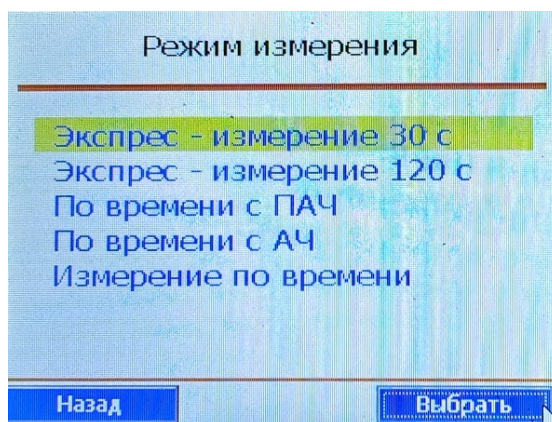 Режим измерения
Экспрес - измерение 30 с
Экспрес - измерение 120 с
По времени с ПАЧ
По времени с АЧ
Измерение по времени
Назад
Выбрать